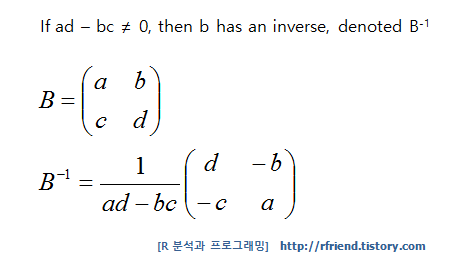 If ad – bc ≠ 0, then b has an inverse, denoted B⁻¹
B = ( a b
c d )
B⁻¹ = 1 / (ad − bc) ( d −b
−c a )
[R 분석과 프로그래밍] http://rfriend.tistory.com